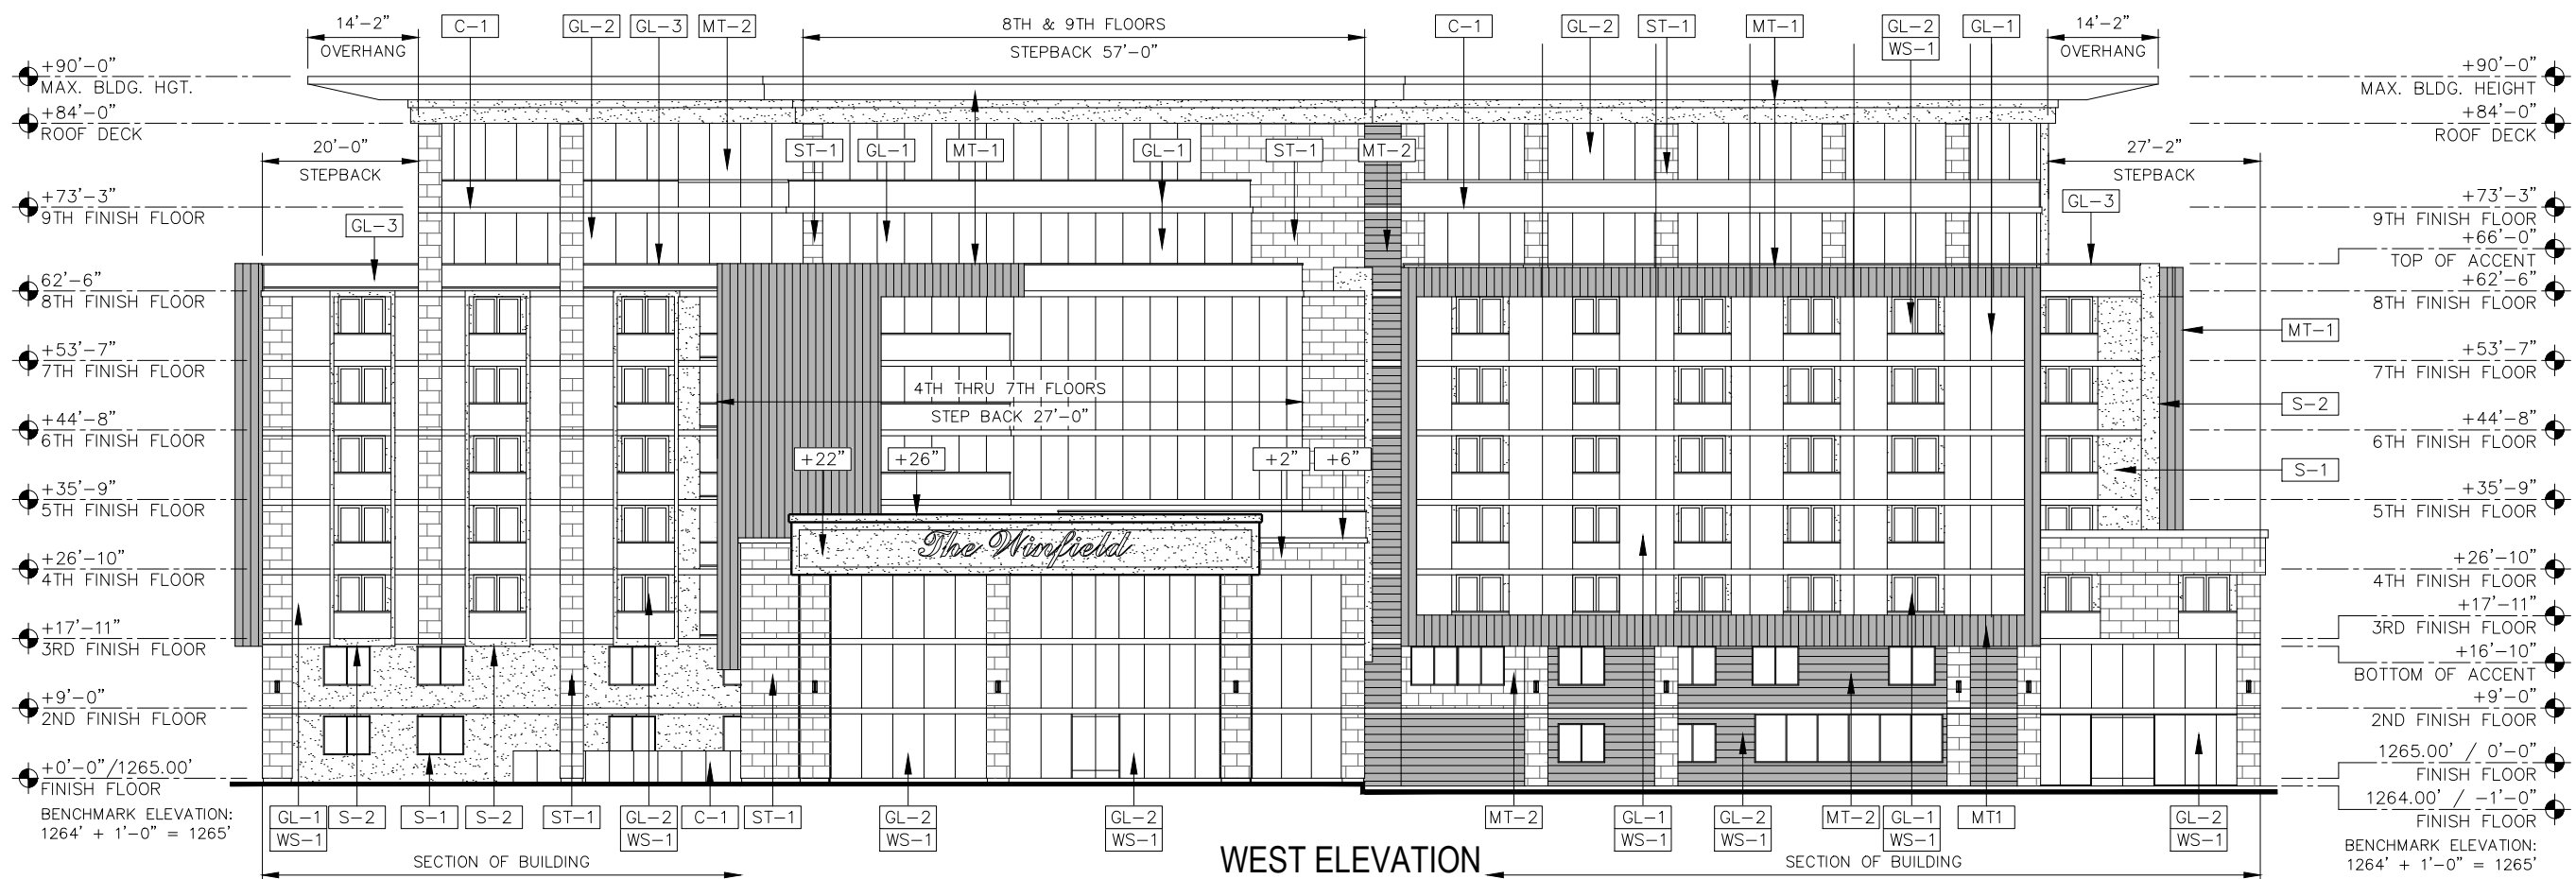 14'-2"
OVERHANG
C-1
GL-2
GL-3
MT-2
8TH & 9TH FLOORS
STEPBACK 57'-0"
C-1
GL-2
ST-1
MT-1
GL-2
WS-1
GL-1
14'-2"
OVERHANG
+90'-0"
MAX. BLDG. HGT.
+84'-0"
ROOF DECK
20'-0"
STEPBACK
+73'-3"
9TH FINISH FLOOR
GL-3
62'-6"
8TH FINISH FLOOR
+53'-7"
7TH FINISH FLOOR
+44'-8"
6TH FINISH FLOOR
+35'-9"
5TH FINISH FLOOR
+26'-10"
4TH FINISH FLOOR
+17'-11"
3RD FINISH FLOOR
+9'-0"
2ND FINISH FLOOR
+0'-0"/1265.00'
FINISH FLOOR
BENCHMARK ELEVATION:
1264' + 1'-0" = 1265'
ST-1
GL-1
MT-1
GL-1
ST-1
MT-2
4TH THRU 7TH FLOORS
STEP BACK 27'-0"
+22"
+26"
+2"
+6"
The Winfield
+90'-0"
MAX. BLDG. HEIGHT
+84'-0"
ROOF DECK
27'-2"
STEPBACK
+73'-3"
9TH FINISH FLOOR
GL-3
+66'-0"
TOP OF ACCENT
+62'-6"
8TH FINISH FLOOR
MT-1
+53'-7"
7TH FINISH FLOOR
S-2
+44'-8"
6TH FINISH FLOOR
S-1
+35'-9"
5TH FINISH FLOOR
+26'-10"
4TH FINISH FLOOR
+17'-11"
3RD FINISH FLOOR
+16'-10"
BOTTOM OF ACCENT
+9'-0"
2ND FINISH FLOOR
1265.00' / 0'-0"
FINISH FLOOR
1264.00' / -1'-0"
FINISH FLOOR
BENCHMARK ELEVATION:
1264' + 1'-0" = 1265'
GL-1
WS-1
S-2
S-1
S-2
ST-1
GL-2
WS-1
C-1
ST-1
GL-2
WS-1
GL-2
WS-1
MT-2
GL-1
WS-1
GL-2
WS-1
MT-2
GL-1
WS-1
MT1
GL-2
WS-1
SECTION OF BUILDING
WEST ELEVATION
SECTION OF BUILDING